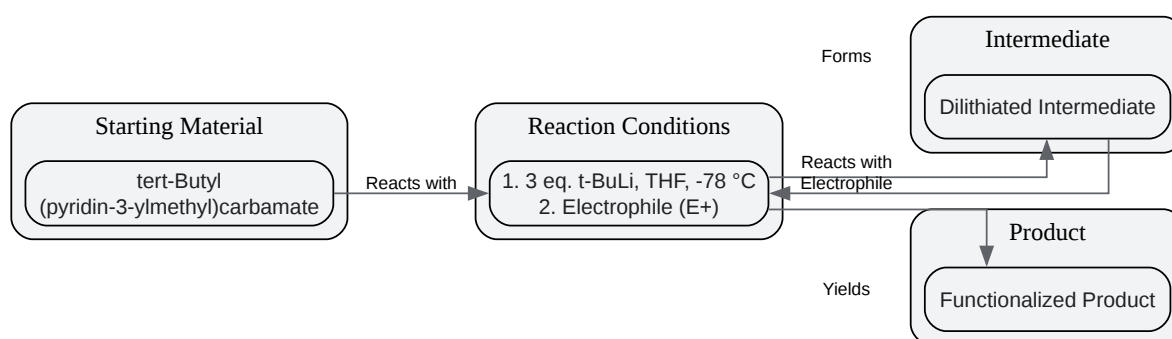 Starting Material
tert-Butyl
(pyridin-3-ylmethyl)carbamate
Reacts with
Reaction Conditions
1. 3 eq. t-BuLi, THF, -78 °C
2. Electrophile (E+)
Forms
Intermediate
Dilithiated Intermediate
Reacts with
Electrophile
Yields
Product
Functionalized Product